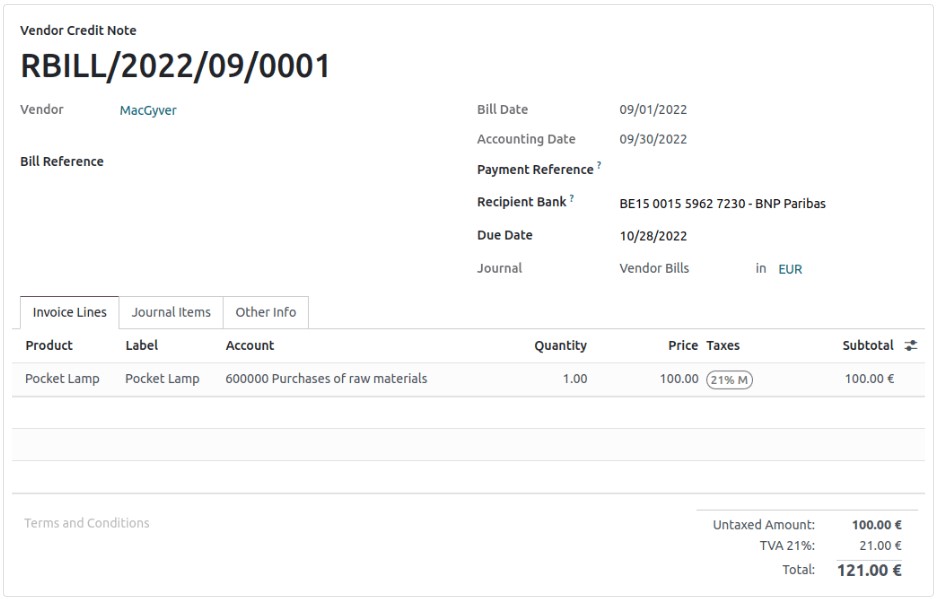 Vendor Credit Note
RBILL/2022/09/0001
Vendor MacGyver
Bill Date 09/01/2022
Accounting Date 09/30/2022
Bill Reference
Payment Reference ?
Recipient Bank ? BE15 0015 5962 7230 - BNP Paribas
Due Date 10/28/2022
Journal Vendor Bills in EUR
Invoice Lines Journal Items Other Info
Product Label Account Quantity Price Taxes Subtotal
Pocket Lamp Pocket Lamp 600000 Purchases of raw materials 1.00 100.00 21% M 100.00 €
Terms and Conditions
Untaxed Amount: 100.00 €
TVA 21%: 21.00 €
Total: 121.00 €